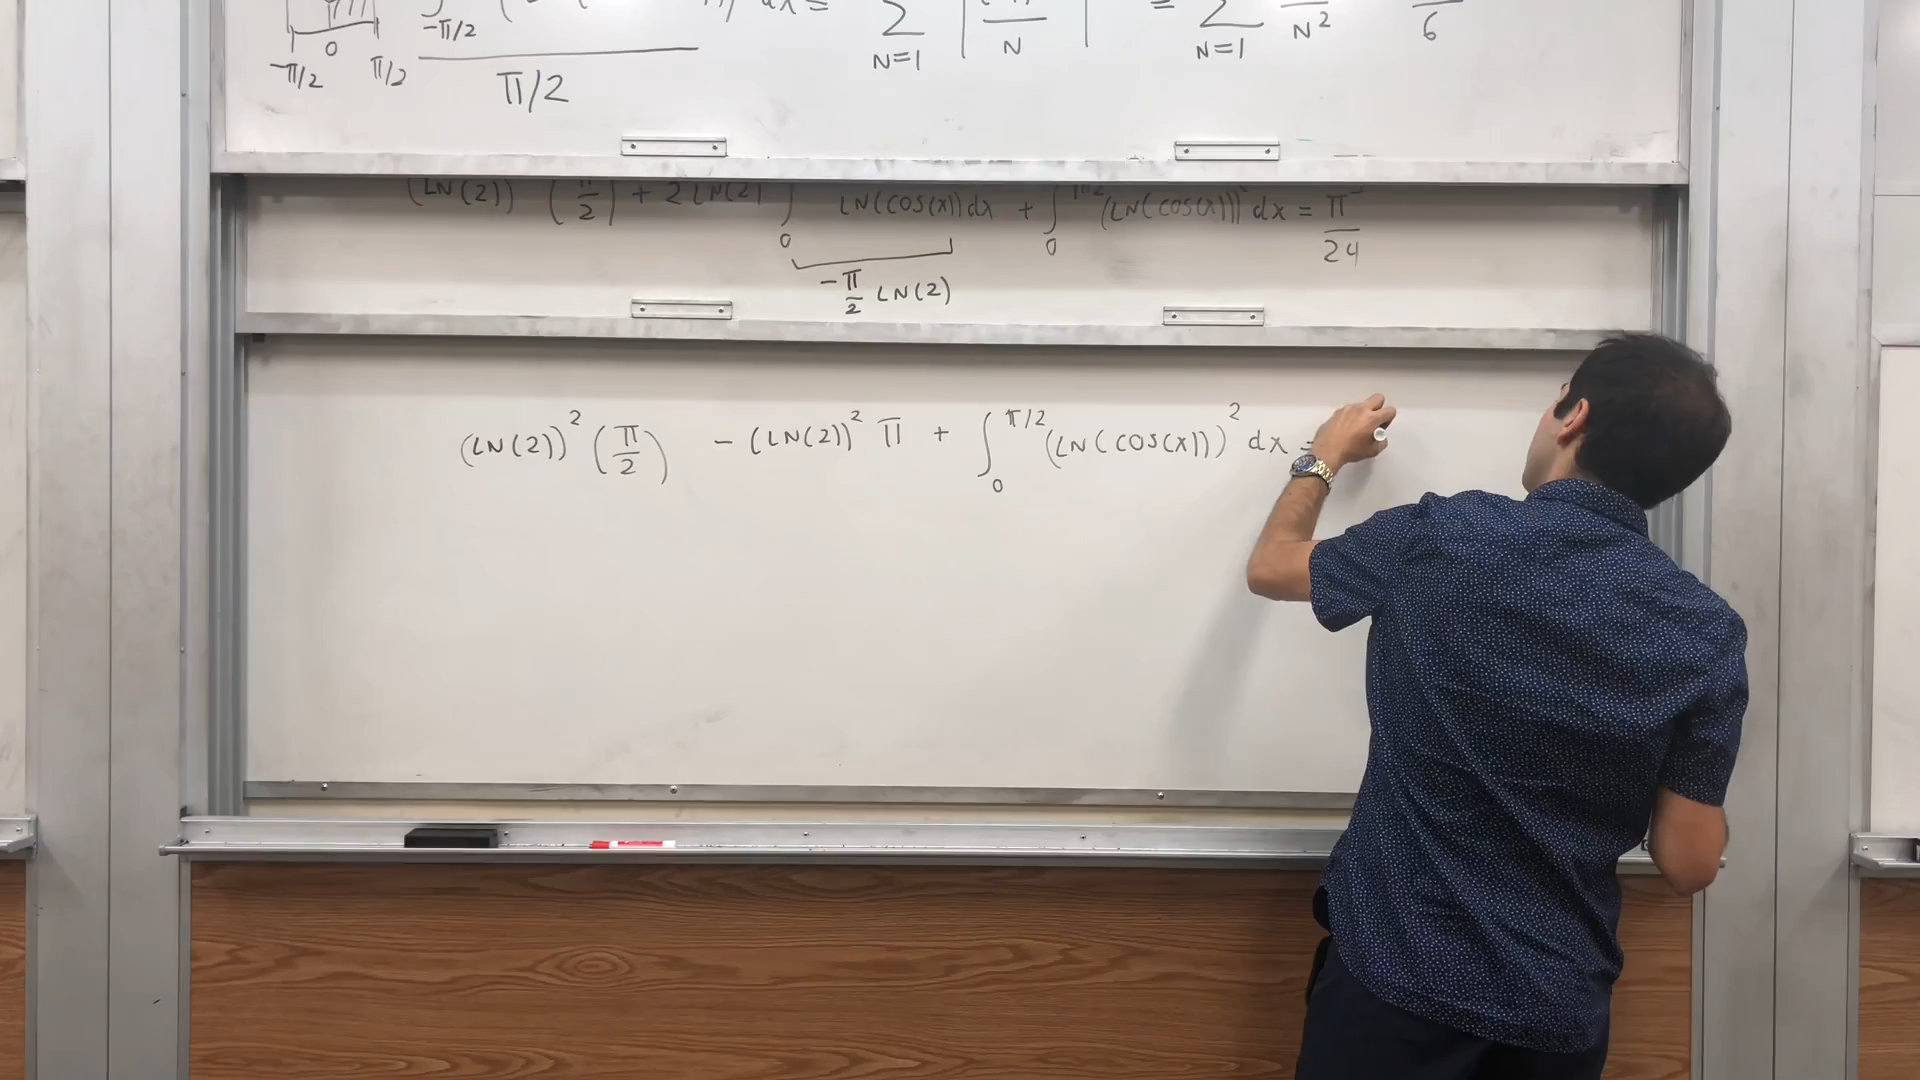 -π/2 0 π/2
-π/2 dx = ∑ N=1 N = ∑ N=1 N² 6
π/2
(LN(2)) (π/2) + 2 LN(2) ∫ 0 LN(COS(X)) dx + ∫ 0 π/2 (LN(COS(X))) dx = π/24
-π/2 LN(2)
(LN(2))² (π/2) - (LN(2))² π + ∫ 0 π/2 (LN(COS(X)))² dx =